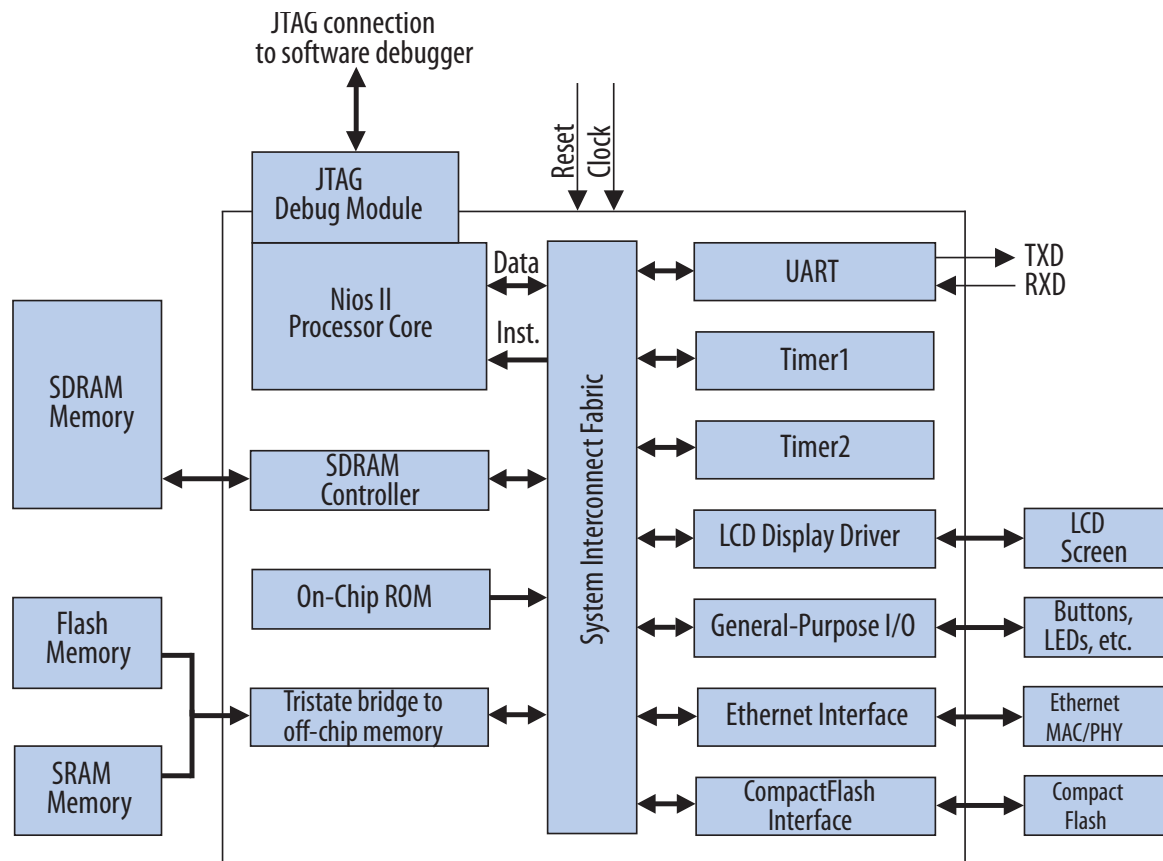 JTAG connection
to software debugger
Reset
Clock
JTAG
Debug Module
Nios II
Processor Core
Data
Inst.
System Interconnect Fabric
UART
TXD
RXD
Timer1
SDRAM
Memory
Timer2
SDRAM
Controller
LCD Display Driver
LCD
Screen
On-Chip ROM
General-Purpose I/O
Buttons,
LEDs, etc.
Flash
Memory
Tristate bridge to
off-chip memory
Ethernet Interface
Ethernet
MAC/PHY
SRAM
Memory
CompactFlash
Interface
Compact
Flash